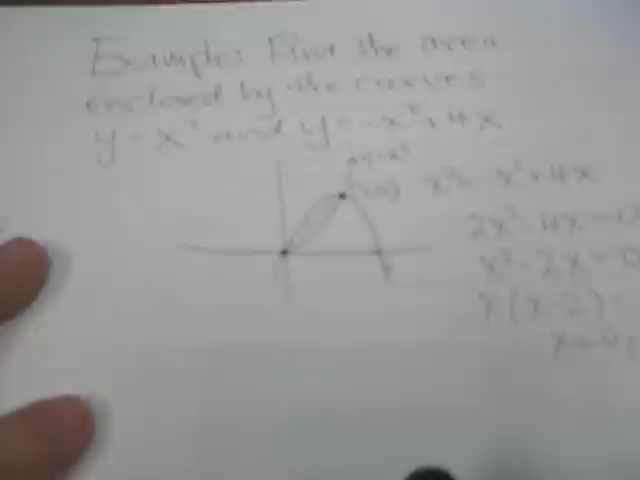 Example: Find the area
enclosed by the curves
y = x² and y = -x² + 4x
y = x²
x² = -x² + 4x
2x² - 4x = 0
x² - 2x = 0
x(x-2) =
x = 0,